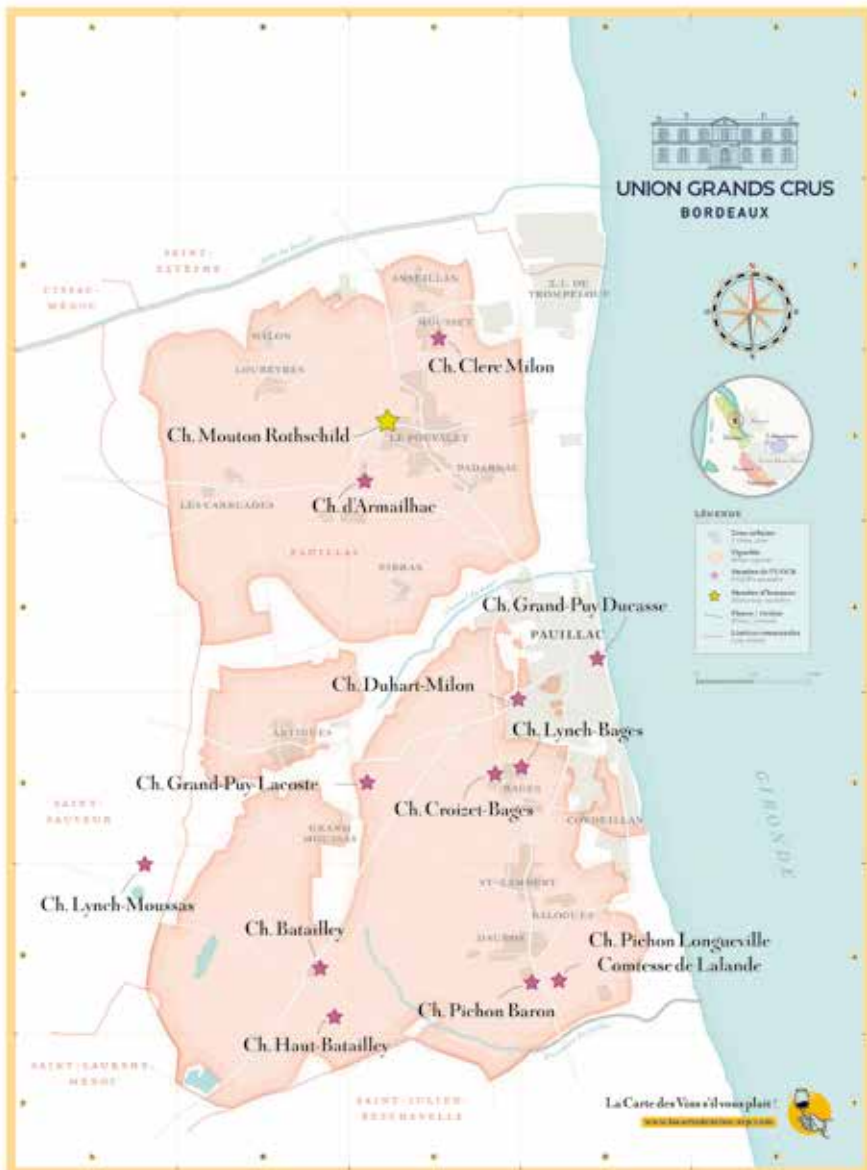 UNION GRANDS CRUS
BORDEAUX
SAINT-
ESTÈPHE
CISSAC-
MÉDOC
ANSEILLAN
Z.I. DE
TROMPELOUP
MOUSSET
MILON
LOUBEYRES
Ch. Clerc Milon
Ch. Mouton Rothschild
LE POUYALET
PADARNAC
LES CARRUADES
Ch. d'Armailhac
PAUILLAC
PIBRAN
LÉGENDE
Ch. Grand-Puy Ducasse
PAUILLAC
Ch. Duhart-Milon
Ch. Lynch-Bages
ARTIGUES
Ch. Grand-Puy-Lacoste
BAGES
Ch. Croizet-Bages
CORDEILLAN
GRAND
MOUSSAS
SAINT-
SAUVEUR
GIRONDE
Ch. Lynch-Moussas
ST-LAMBERT
BALOGUES
DAUBOS
Ch. Batailley
Ch. Pichon Longueville
Comtesse de Lalande
Ch. Pichon Baron
Ch. Haut-Batailley
SAINT-LAURENT-
MÉDOC
SAINT-JULIEN-
BEYCHEVELLE
La Carte des Vins s'il vous plaît !